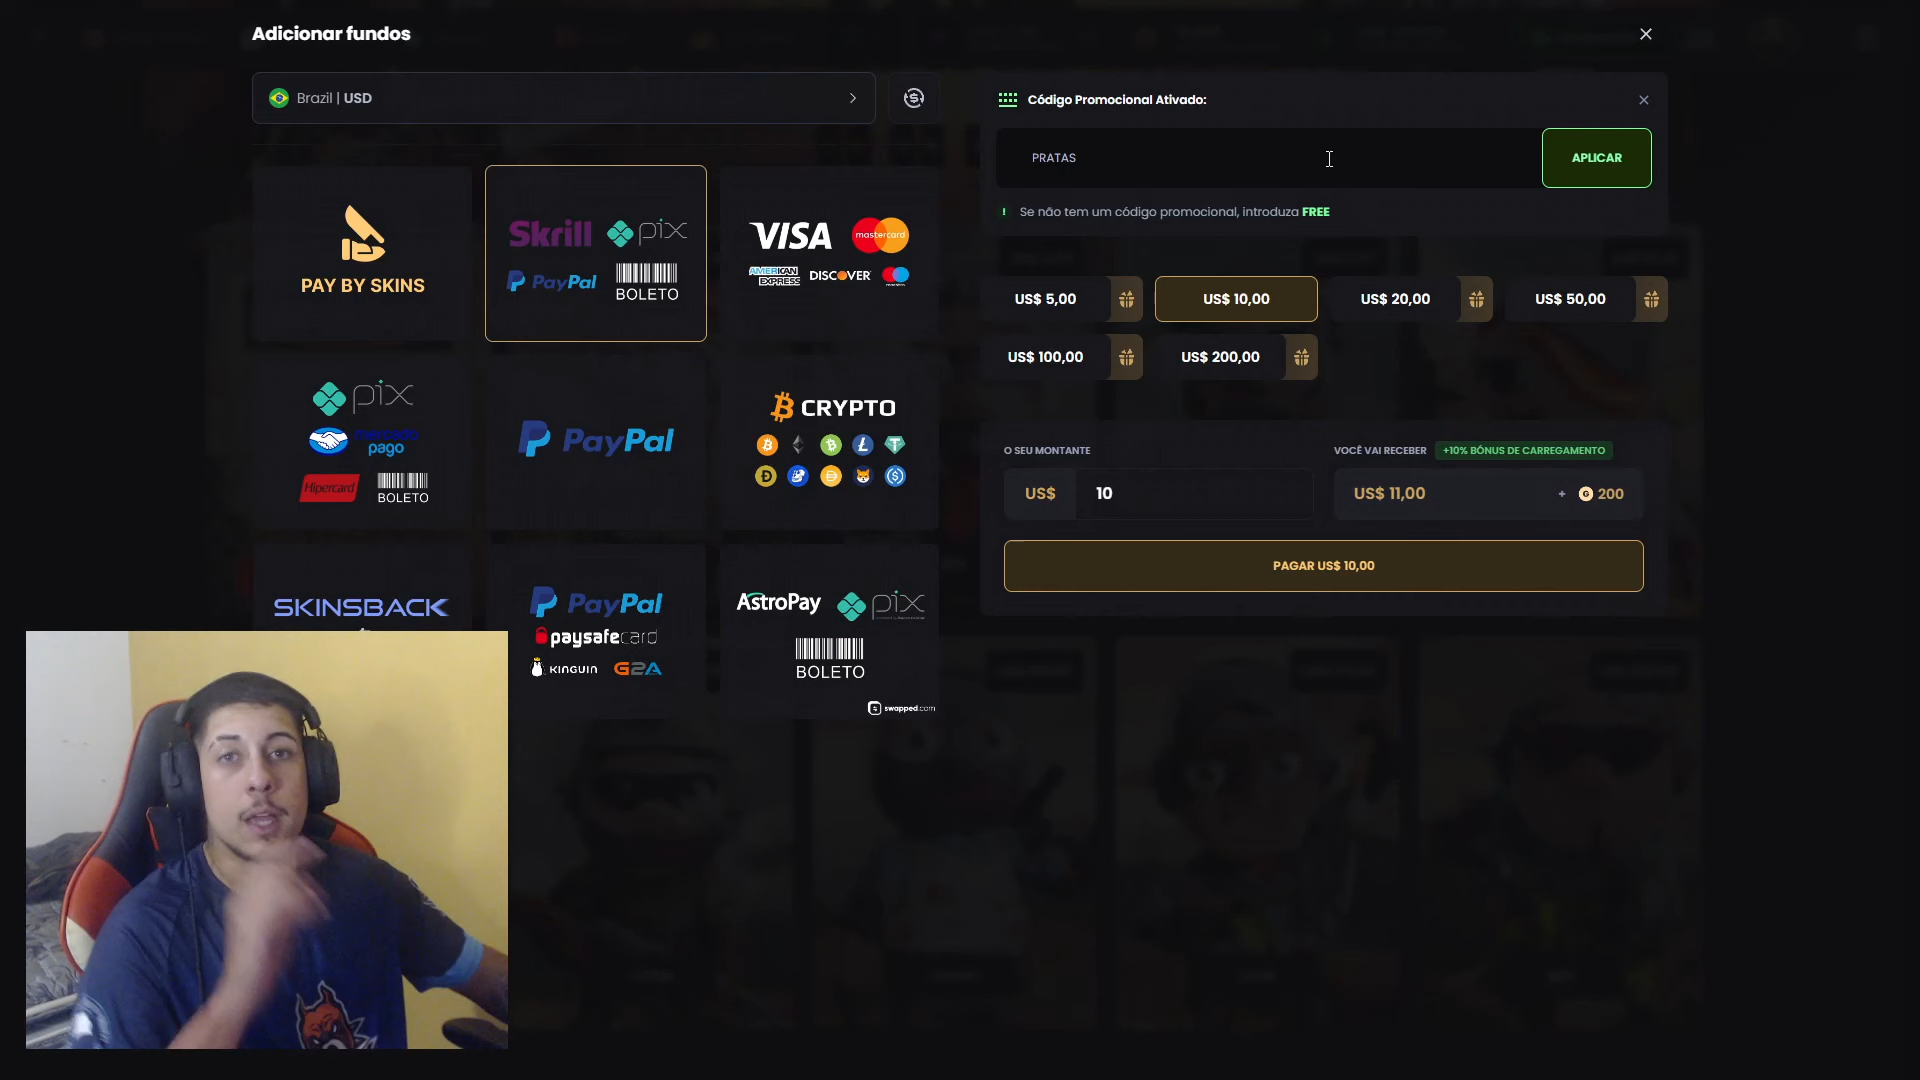 Adicionar fundos
Brazil | USD
PAY BY SKINS
Skrill
pix
PayPal
BOLETO
VISA
mastercard
AMERICAN EXPRESS
DISCOVER
pix
mercado pago
Hipercard
BOLETO
PayPal
CRYPTO
SKINSBACK
PayPal
paysafecard
KINGUIN
G2A
AstroPay
pix
BOLETO
swapped.com
Código Promocional Ativado:
PRATAS
APLICAR
! Se não tem um código promocional, introduza FREE
US$ 5,00
US$ 10,00
US$ 20,00
US$ 50,00
US$ 100,00
US$ 200,00
O SEU MONTANTE
VOCÊ VAI RECEBER
+10% BÓNUS DE CARREGAMENTO
US$
10
US$ 11,00
+
200
PAGAR US$ 10,00